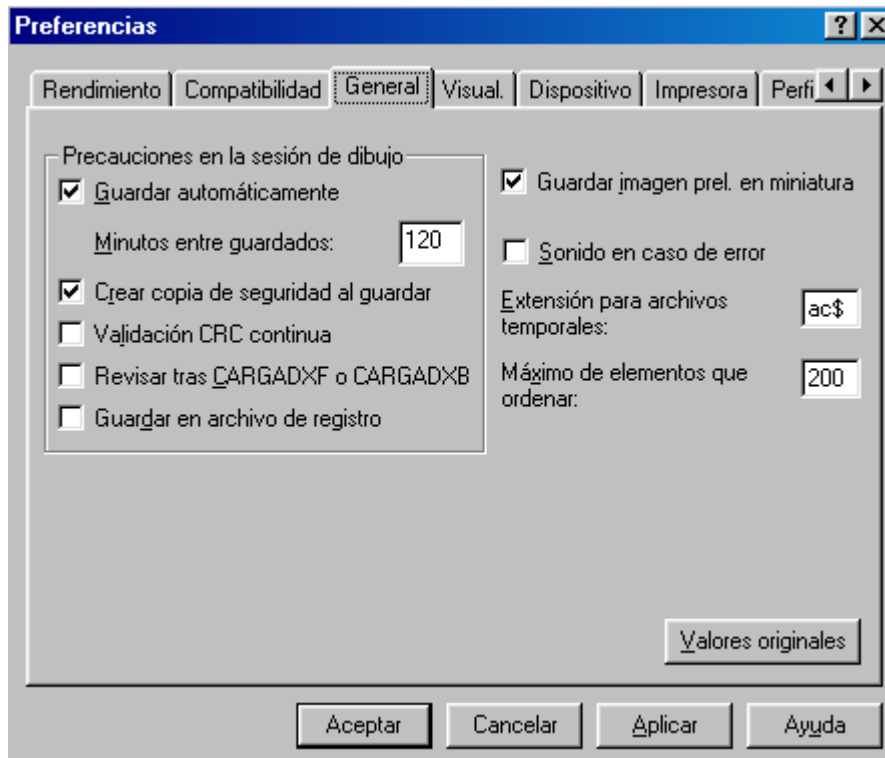 Preferencias
Rendimiento Compatibilidad General Visual. Dispositivo Impresora Perfi
Precauciones en la sesión de dibujo
Guardar automáticamente
Minutos entre guardados: 120
Crear copia de seguridad al guardar
Validación CRC continua
Revisar tras CARGADXF o CARGADXB
Guardar en archivo de registro
Guardar imagen prel. en miniatura
Sonido en caso de error
Extensión para archivos
temporales: ac$
Máximo de elementos que
ordenar: 200
Valores originales
Aceptar Cancelar Aplicar Ayuda